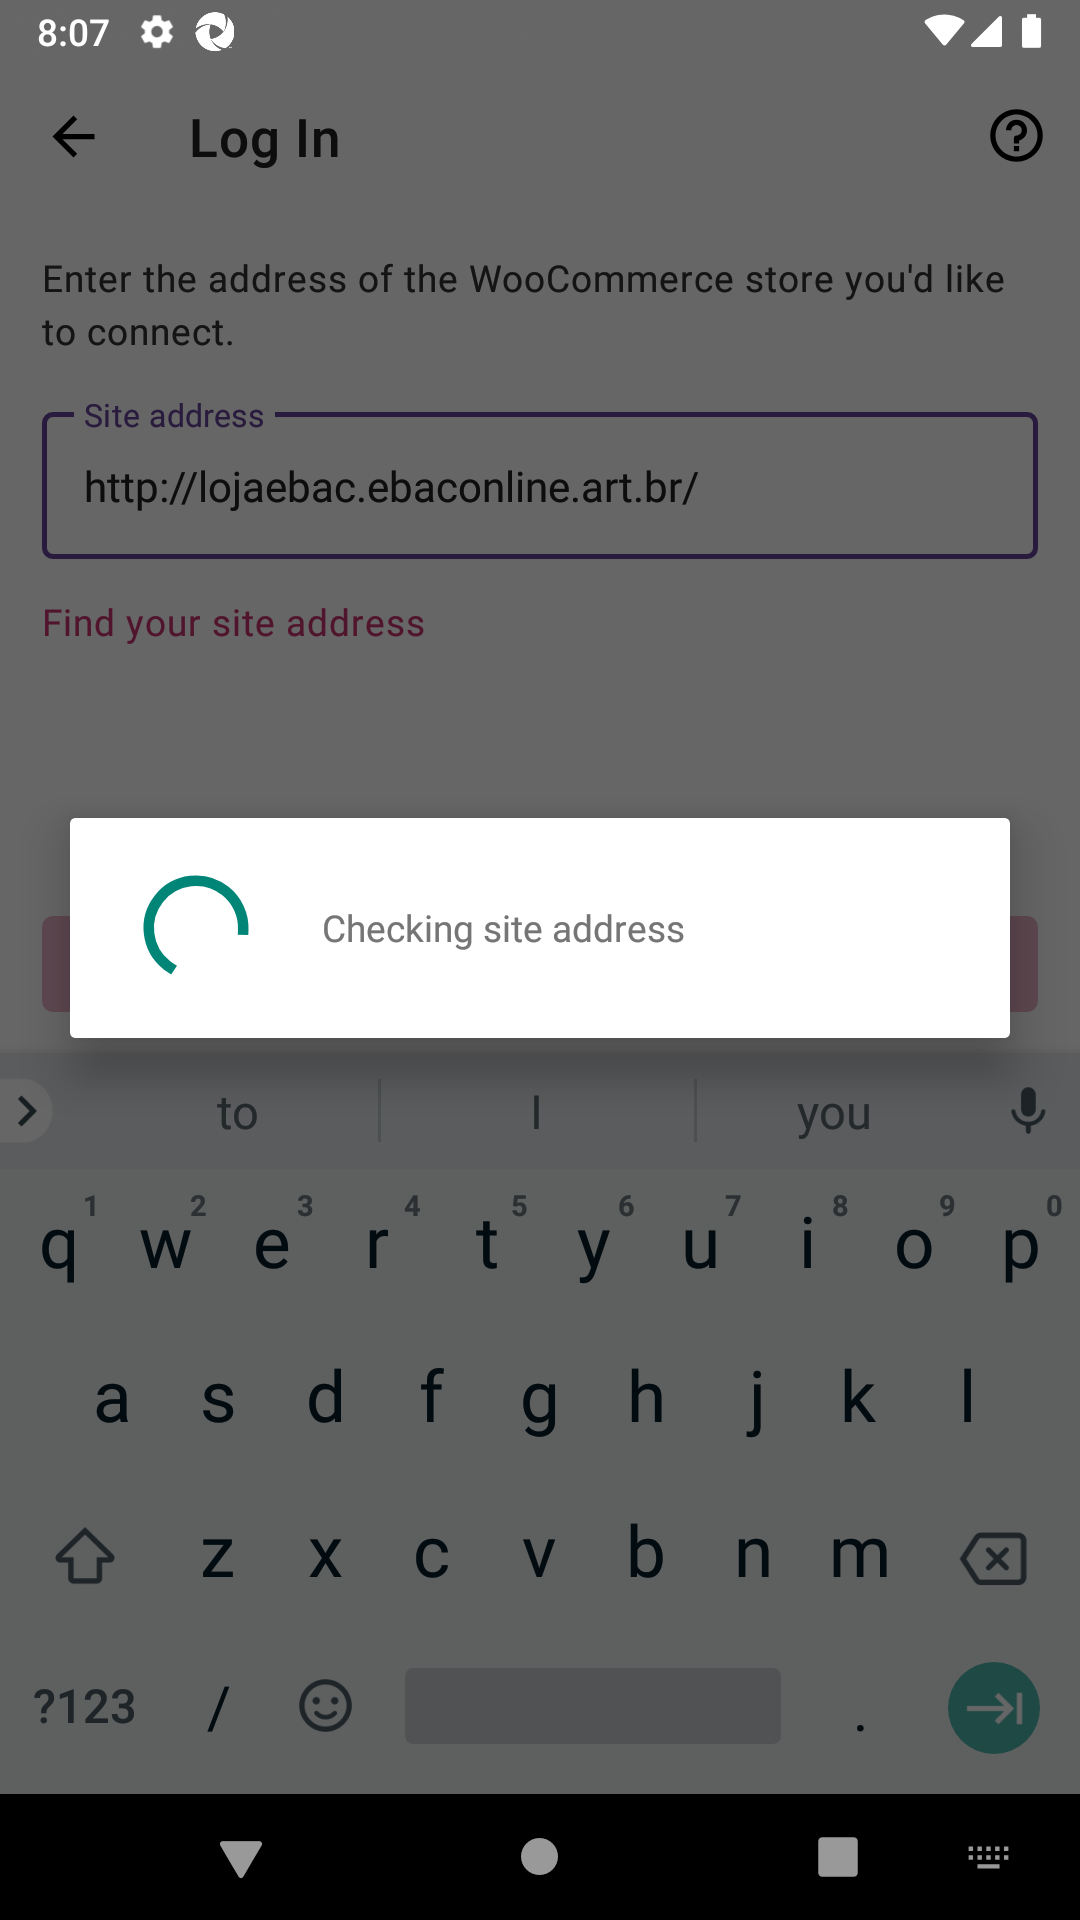 8:07
Log In
Enter the address of the WooCommerce store you'd like
to connect.
Site address
http://lojaebac.ebaconline.art.br/
Find your site address
Checking site address
to I you
1 2 3 4 5 6 7 8 9 0
q w e r t y u i o p
a s d f g h j k l
z x c v b n m
?123 / .